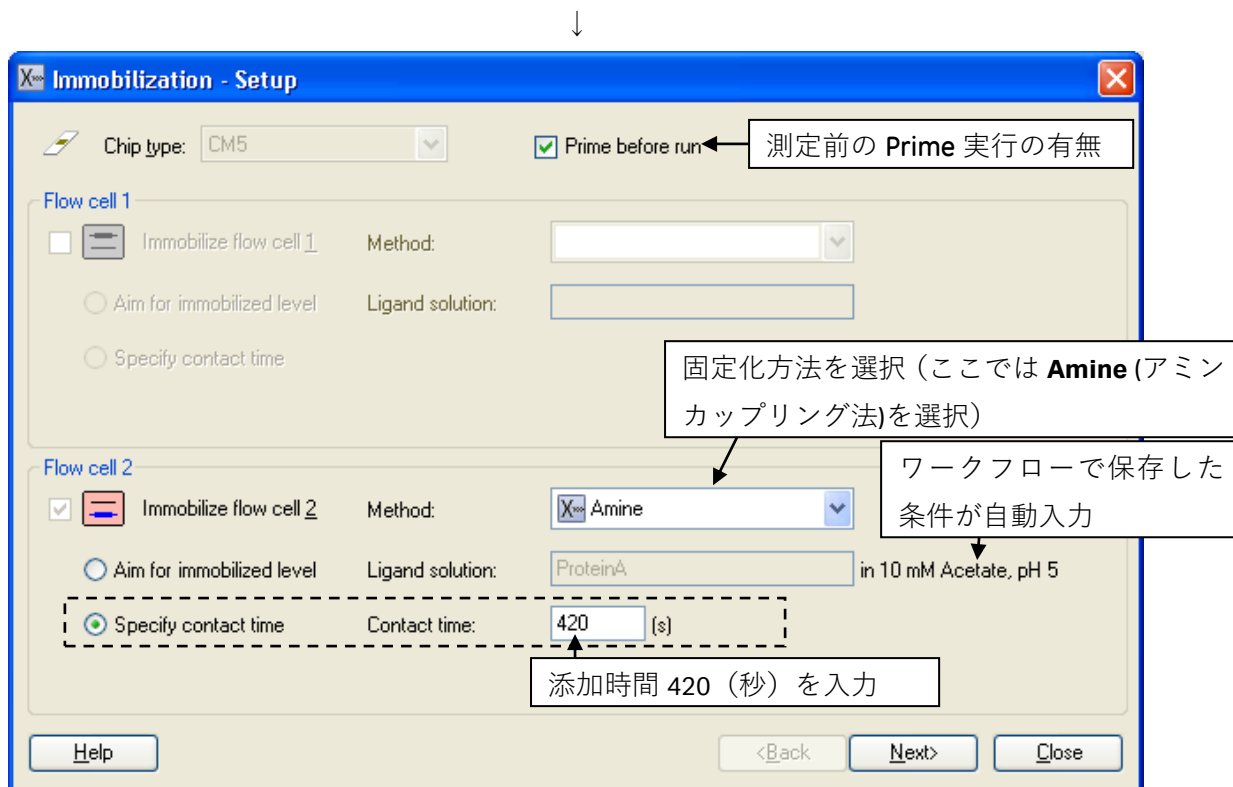 ↓
Immobilization - Setup
Chip type: CM5
Prime before run
測定前の Prime 実行の有無
Flow cell 1
Immobilize flow cell 1 Method:
Aim for immobilized level Ligand solution:
Specify contact time
固定化方法を選択（ここでは Amine (アミン
カップリング法)を選択）
Flow cell 2
ワークフローで保存した
条件が自動入力
Immobilize flow cell 2 Method: Amine
Aim for immobilized level Ligand solution: ProteinA in 10 mM Acetate, pH 5
Specify contact time Contact time: 420 (s)
添加時間 420（秒）を入力
Help <Back Next> Close